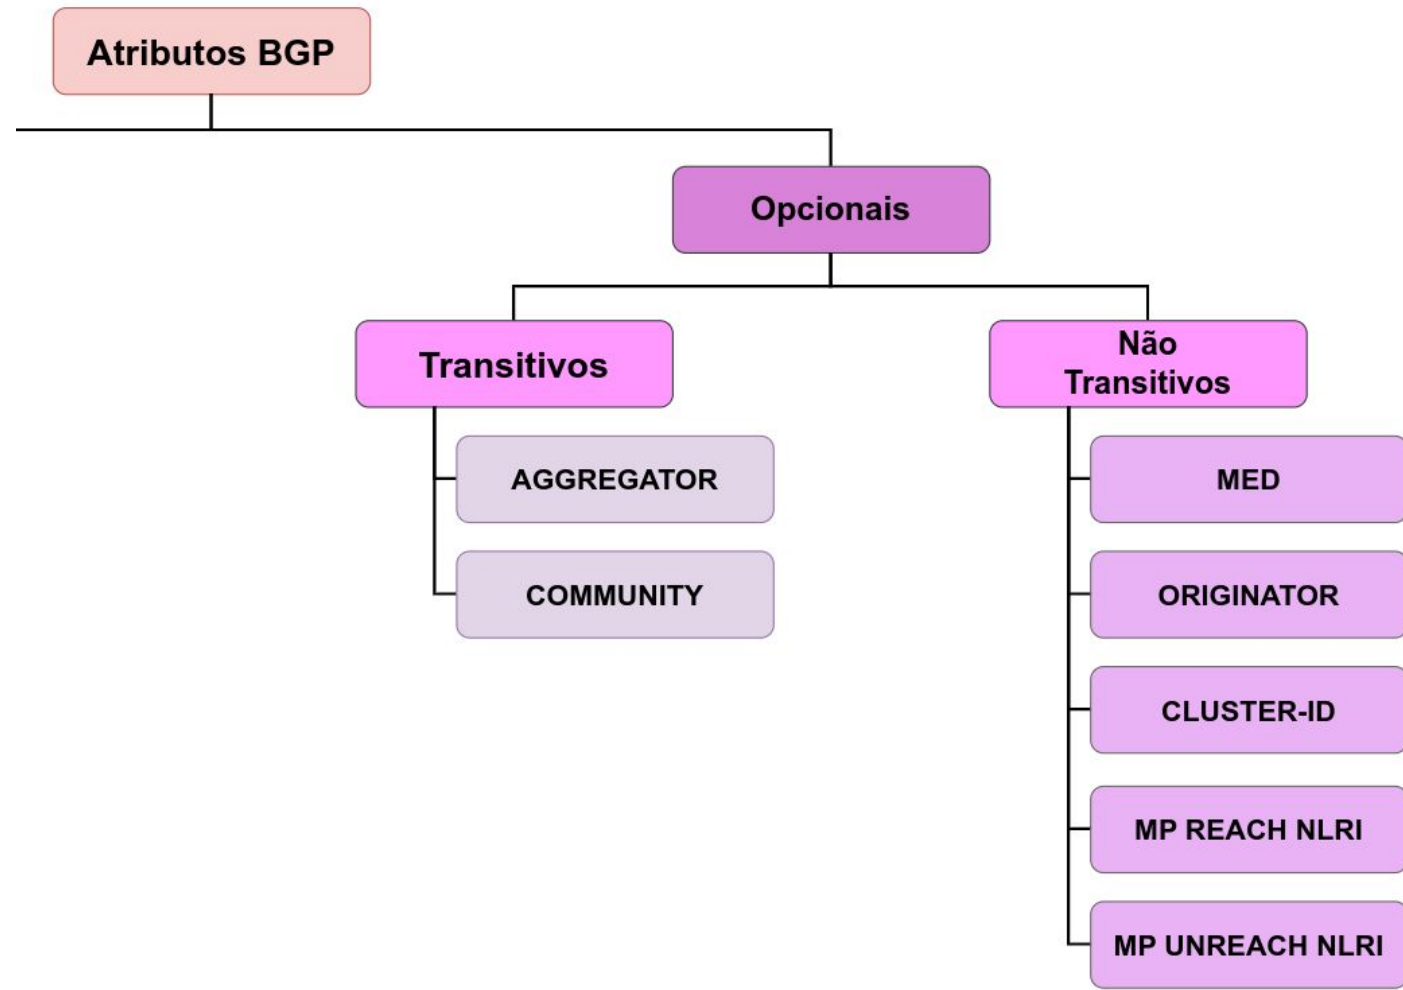 Atributos BGP
Opcionais
Transitivos
Não
Transitivos
AGGREGATOR
COMMUNITY
MED
ORIGINATOR
CLUSTER-ID
MP REACH NLRI
MP UNREACH NLRI